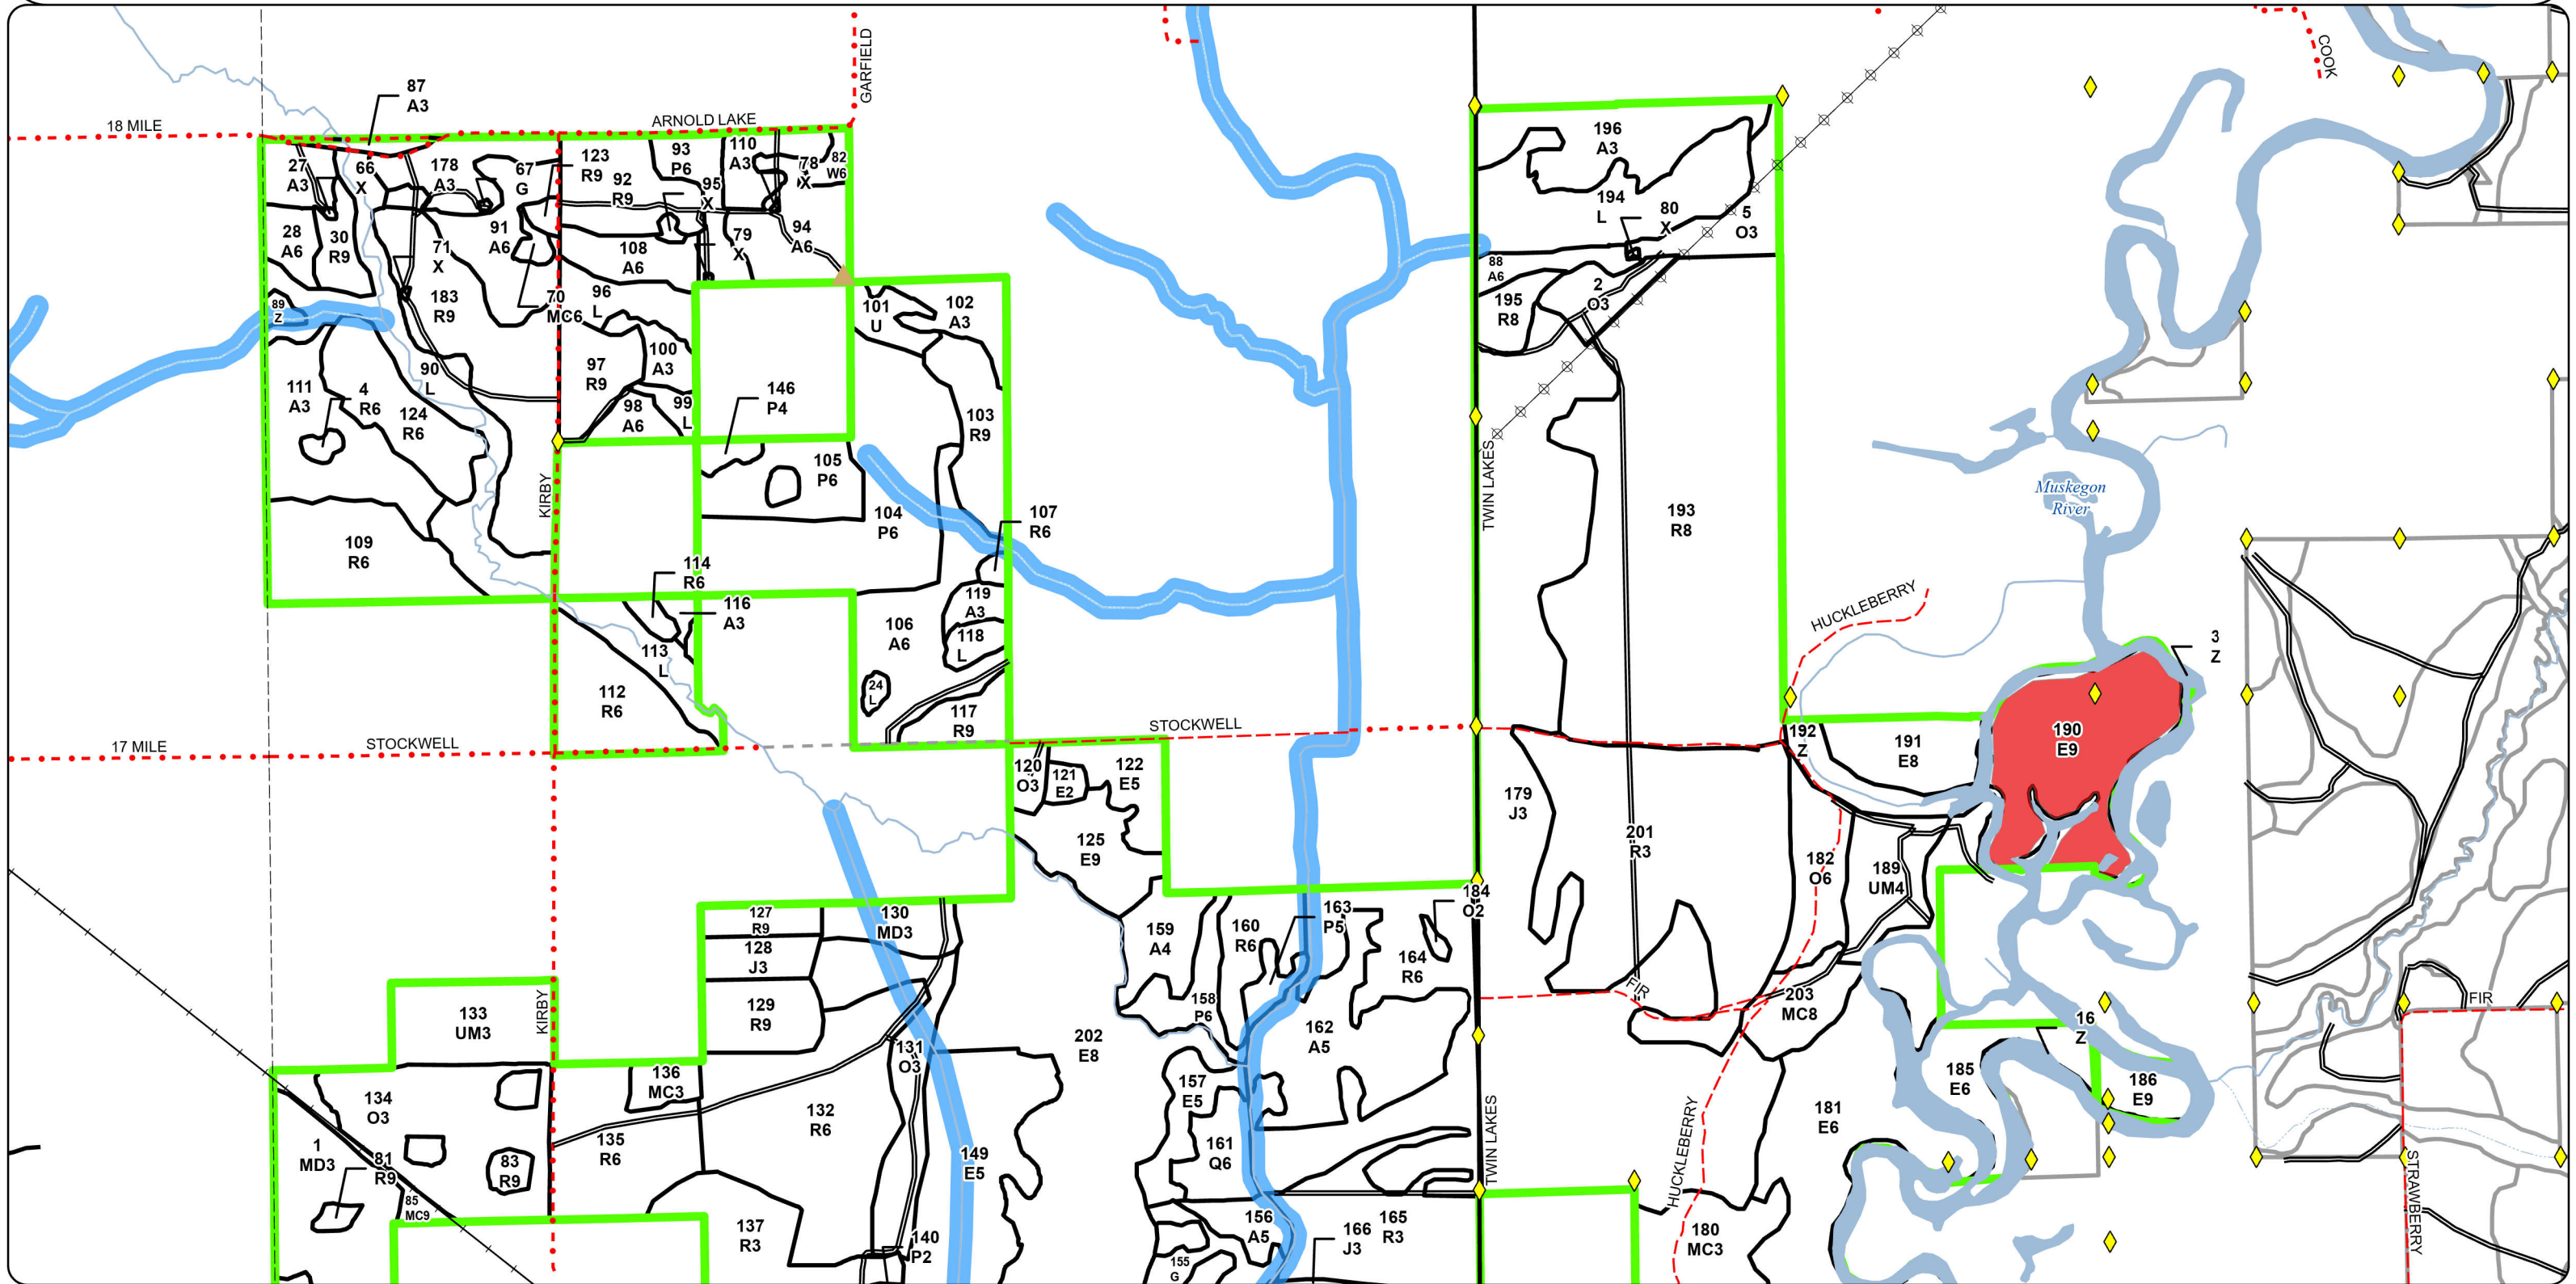 COOK
GARFIELD
87
A3
18 MILE
ARNOLD LAKE
196
A3
27
A3
66
X
178
A3
67
G
123
R9
93
P6
110
A3
78
X
82
W6
92
R9
95
X
194
L
80
X
5
O3
28
A6
30
R9
71
X
91
A6
108
A6
79
X
94
A6
88
A6
195
R8
2
O3
89
Z
183
R9
70
MC6
96
L
101
U
102
A3
111
A3
4
R6
90
L
97
R9
100
A3
146
P4
124
R6
98
A6
99
L
103
R9
TWIN LAKES
KIRBY
105
P6
104
P6
107
R6
193
R8
Muskegon
River
109
R6
114
R6
116
A3
119
A3
106
A6
118
L
HUCKLEBERRY
3
Z
113
L
112
R6
24
L
117
R9
190
E9
17 MILE
STOCKWELL
STOCKWELL
192
Z
191
E8
120
O3
121
E2
122
E5
179
J3
125
E9
201
R3
182
O6
189
UM4
184
O2
127
R9
130
MD3
159
A4
160
R6
163
P5
164
R6
128
J3
129
R9
FIR
203
MC8
FIR
133
UM3
KIRBY
158
P6
162
A5
16
Z
202
E8
131
O3
136
MC3
134
O3
157
E5
185
E6
186
E9
132
R6
135
R6
181
E6
1
MD3
81
R9
83
R9
149
E5
161
Q6
TWIN LAKES
HUCKLEBERRY
STRAWBERRY
85
MC9
137
R3
140
P2
156
A5
166
J3
165
R3
180
MC3
155
G